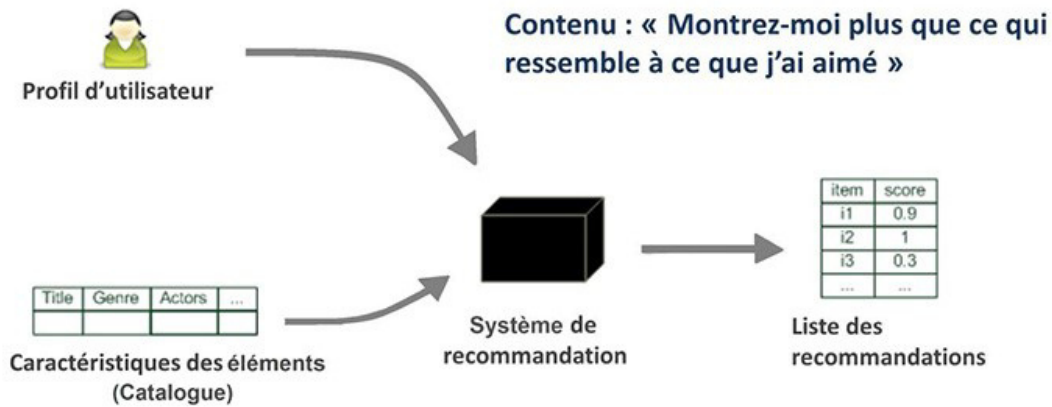 Contenu : « Montrez-moi plus que ce qui
ressemble à ce que j’ai aimé »
Profil d’utilisateur
item score
i1 0.9
i2 1
i3 0.3
... ...
Title Genre Actors ...
Caractéristiques des éléments
(Catalogue)
Système de
recommandation
Liste des
recommandations